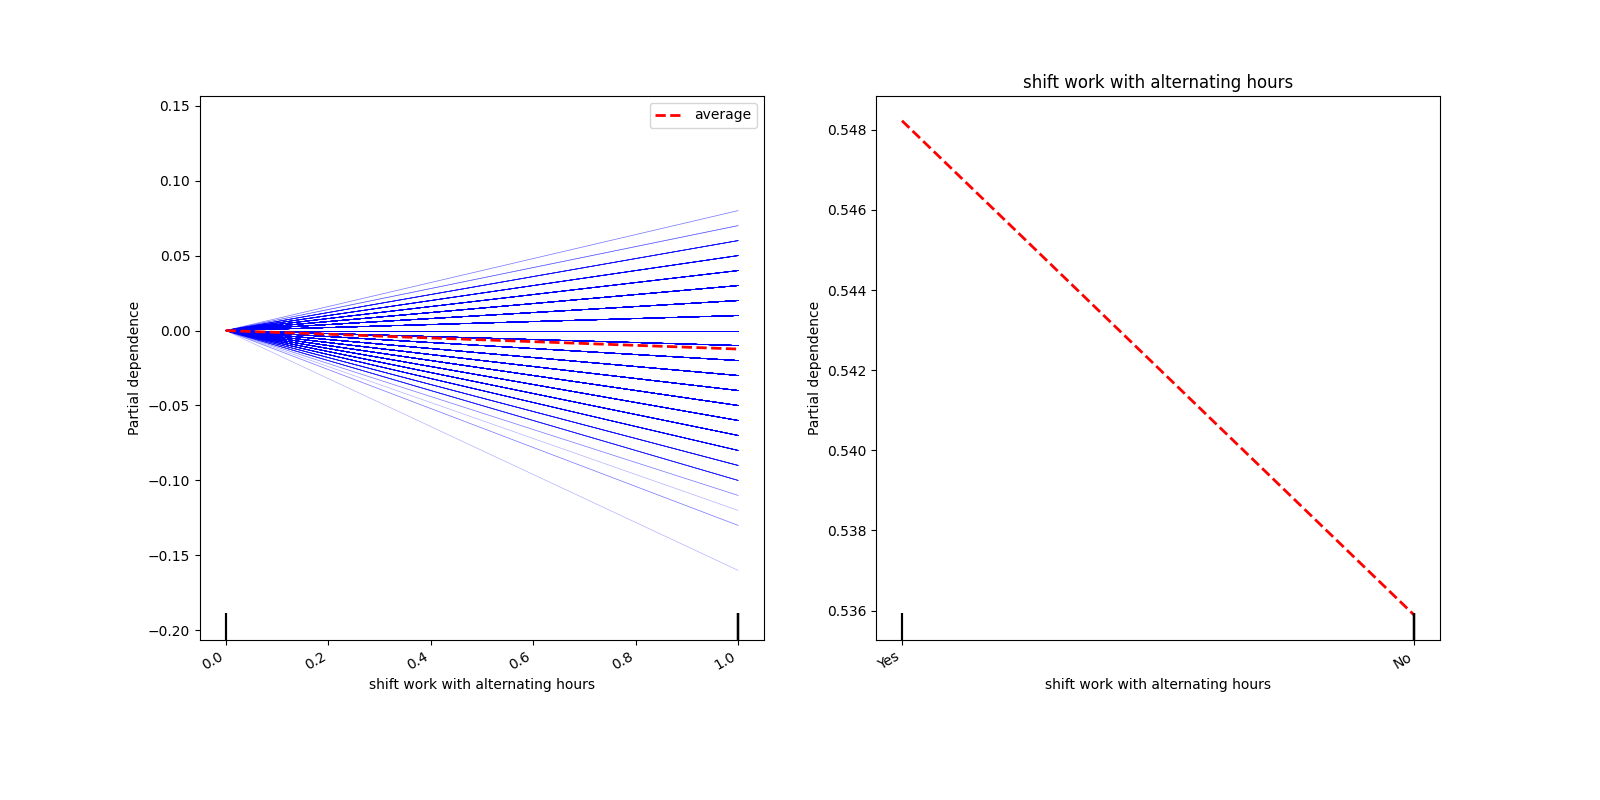 average
0.15
0.10
0.05
0.00
−0.05
−0.10
−0.15
−0.20
Partial dependence
0.0
0.2
0.4
0.6
0.8
1.0
shift work with alternating hours
shift work with alternating hours
0.548
0.546
0.544
0.542
0.540
0.538
0.536
Partial dependence
Yes
No
shift work with alternating hours